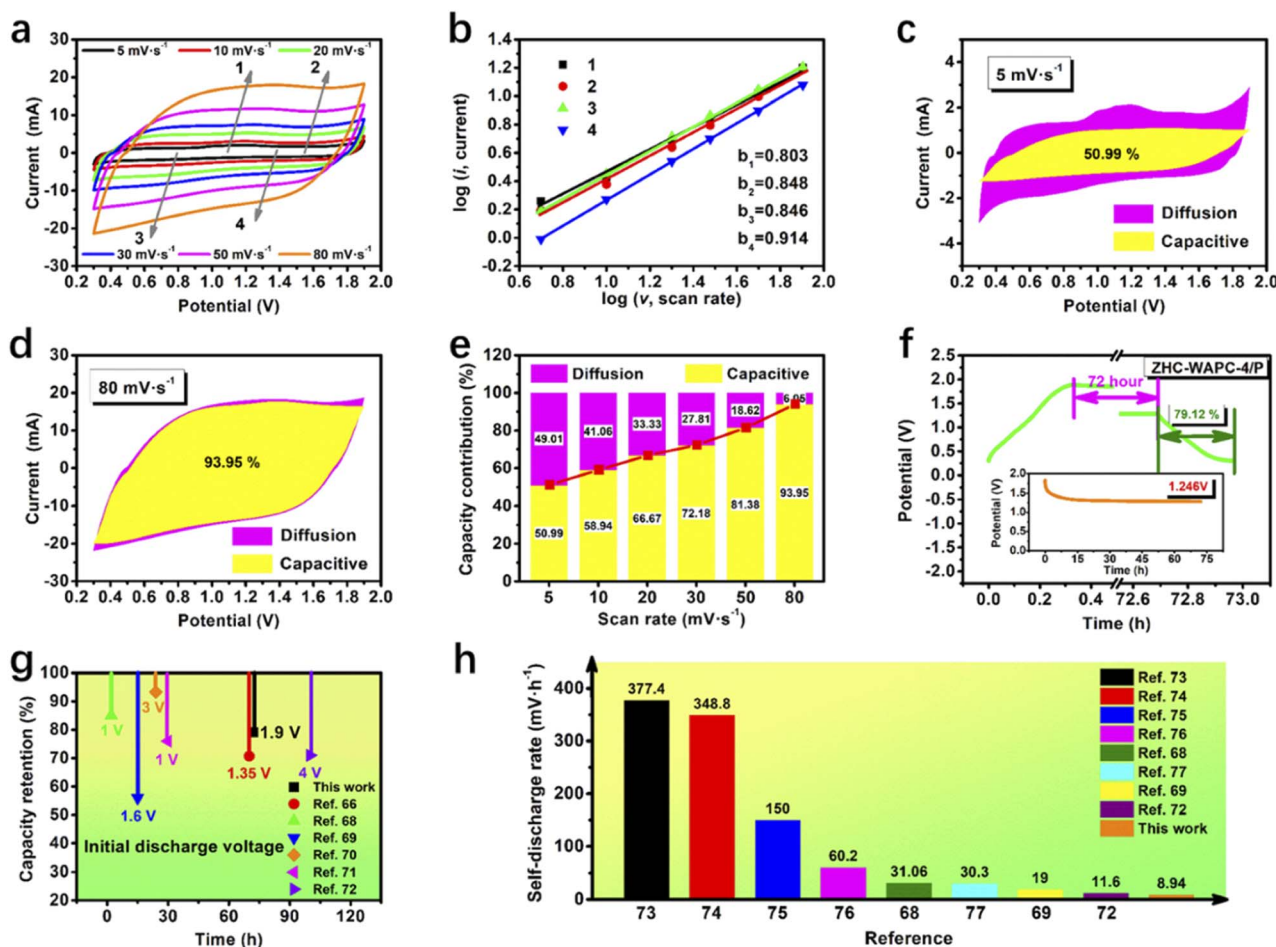 a
5 mV·s⁻¹ 10 mV·s⁻¹ 20 mV·s⁻¹
1 2
3 4
30 mV·s⁻¹ 50 mV·s⁻¹ 80 mV·s⁻¹
30
20
10
0
-10
-20
-30
Current (mA)
0.2 0.4 0.6 0.8 1.0 1.2 1.4 1.6 1.8 2.0
Potential (V)
b
1
2
3
4
b₁=0.803
b₂=0.848
b₃=0.846
b₄=0.914
1.6
1.4
1.2
1.0
0.8
0.6
0.4
0.2
0.0
-0.2
log (i, current)
0.6 0.8 1.0 1.2 1.4 1.6 1.8 2.0
log (v, scan rate)
c
5 mV·s⁻¹
50.99 %
Diffusion
Capacitive
4
2
0
-2
-4
Current (mA)
0.2 0.4 0.6 0.8 1.0 1.2 1.4 1.6 1.8 2.0
Potential (V)
d
80 mV·s⁻¹
93.95 %
Diffusion
Capacitive
30
20
10
0
-10
-20
-30
Current (mA)
0.2 0.4 0.6 0.8 1.0 1.2 1.4 1.6 1.8 2.0
Potential (V)
e
Diffusion Capacitive
49.01 41.06 33.33 27.81 18.62 6.05
50.99 58.94 66.67 72.18 81.38 93.95
120
100
80
60
40
20
0
Capacity contribution (%)
5 10 20 30 50 80
Scan rate (mV·s⁻¹)
f
ZHC-WAPC-4/P
72 hour
79.12 %
2.5
2.0
1.5
1.0
0.5
0.0
-0.5
-1.0
-1.5
-2.0
Potential (V)
1.246V
2.0
1.5
1.0
0.5
0.0
Potential (V)
0 15 30 45 60 75
Time (h)
0.0 0.2 0.4 72.6 72.8 73.0
Time (h)
g
1 V
1.6 V
3 V
1 V
1.35 V
1.9 V
4 V
Initial discharge voltage
This work
Ref. 66
Ref. 68
Ref. 69
Ref. 70
Ref. 71
Ref. 72
100
90
80
70
60
50
40
30
20
Capacity retention (%)
0 30 60 90 120
Time (h)
h
377.4 348.8 150 60.2 31.06 30.3 19 11.6 8.94
Ref. 73
Ref. 74
Ref. 75
Ref. 76
Ref. 68
Ref. 77
Ref. 69
Ref. 72
This work
400
300
200
100
0
Self-discharge rate (mV·h⁻¹)
73 74 75 76 68 77 69 72
Reference